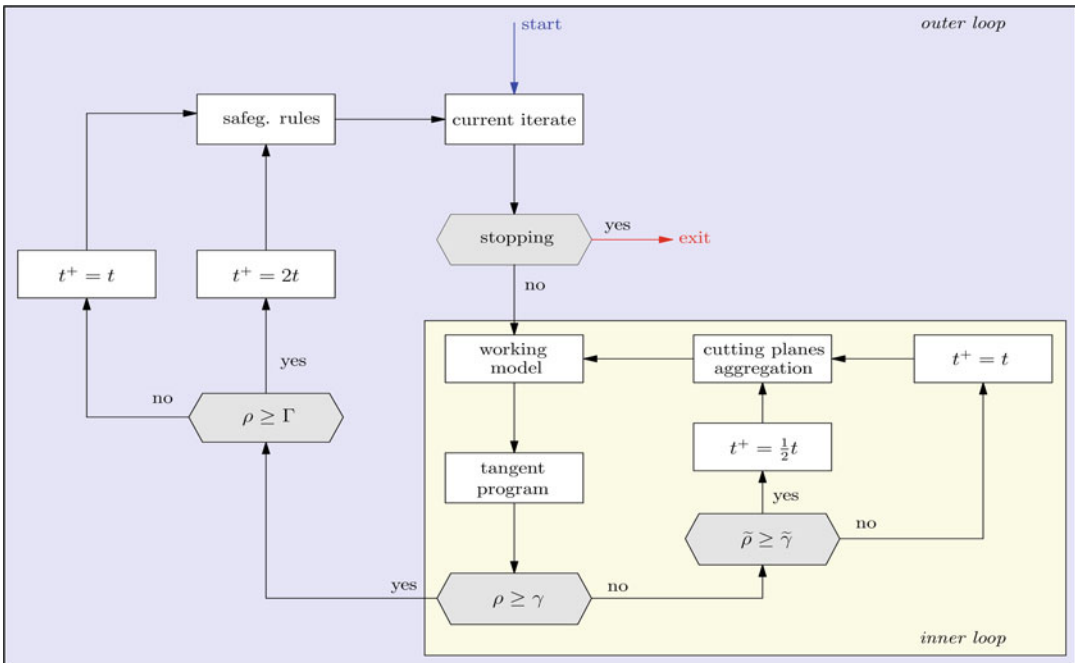 start
outer loop
safeg. rules
current iterate
stopping
yes
exit
no
t⁺ = t
t⁺ = 2t
yes
no
ρ ≥ Γ
working
model
cutting planes
aggregation
t⁺ = t
t⁺ = ½t
tangent
program
yes
no
ρ̃ ≥ γ̃
yes
no
ρ ≥ γ
inner loop